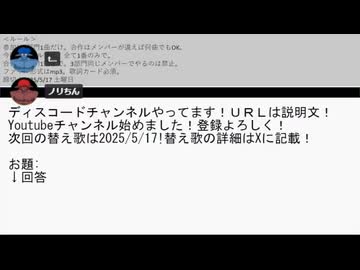 ＜ルール＞
1曲だけ。合作はメンバーが違えば何曲でもOK。
全て1番のみで。
3部門同じメンバーでやるのは禁止。
mp3。歌詞カード必須。
5/17 土曜日
ノリちん
ディスコードチャンネルやってます！ＵＲＬは説明文！
Youtubeチャンネル始めました！登録よろしく！
次回の替え歌は2025/5/17!替え歌の詳細はXに記載！
お題:
↓回答